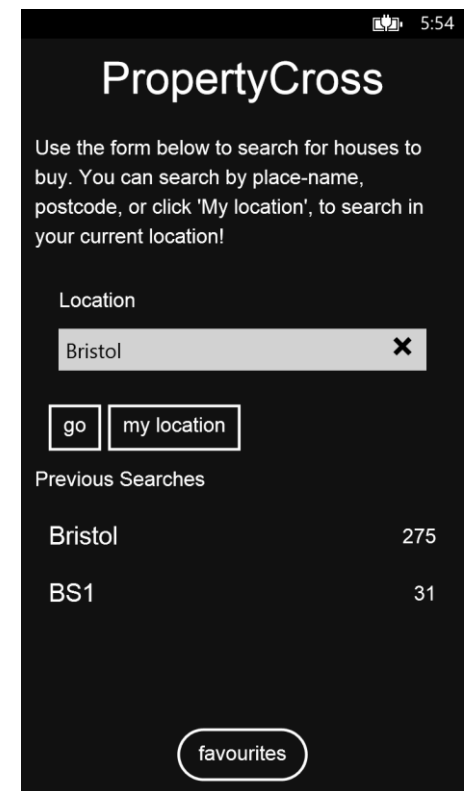 5:54
PropertyCross
Use the form below to search for houses to
buy. You can search by place-name,
postcode, or click 'My location', to search in
your current location!
Location
Bristol
go my location
Previous Searches
Bristol 275
BS1 31
favourites